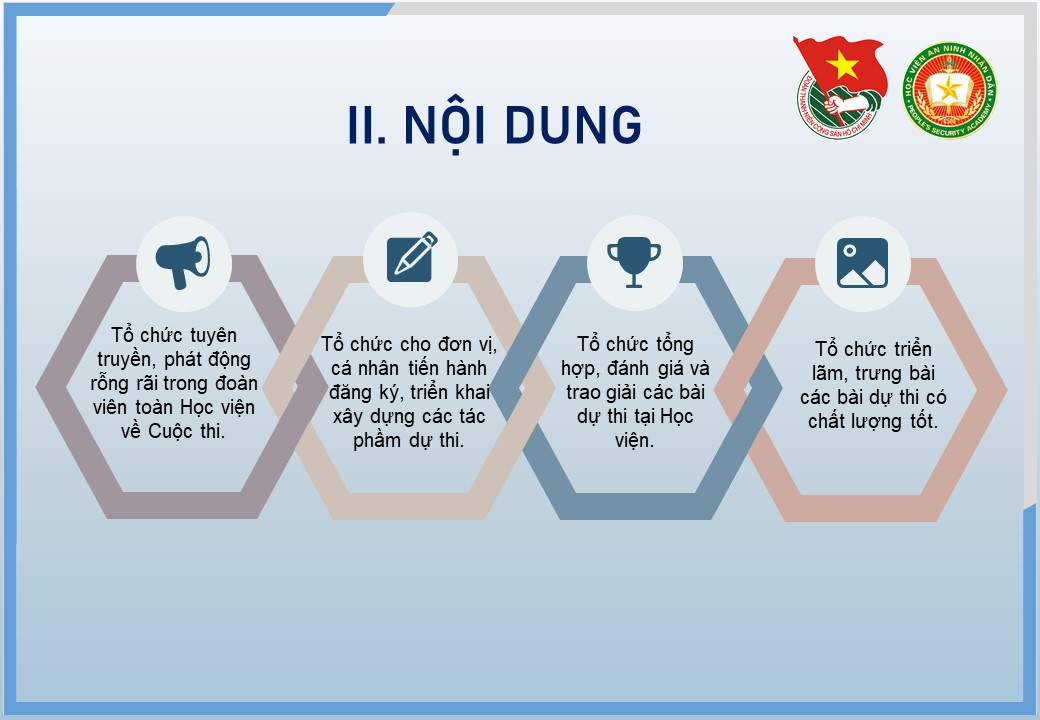 II. NỘI DUNG
ĐOÀN THANH NIÊN CỘNG SẢN HỒ CHÍ MINH
HỌC VIỆN AN NINH NHÂN DÂN
PEOPLE'S SECURITY ACADEMY
Tổ chức tuyên
truyền, phát động
rỗng rãi trong đoàn
viên toàn Học viện
về Cuộc thi.
Tổ chức cho đơn vị,
cá nhân tiến hành
đăng ký, triển khai
xây dựng các tác
phẩm dự thi.
Tổ chức tổng
hợp, đánh giá và
trao giải các bài
dự thi tại Học
viện.
Tổ chức triển
lãm, trưng bài
các bài dự thi có
chất lượng tốt.